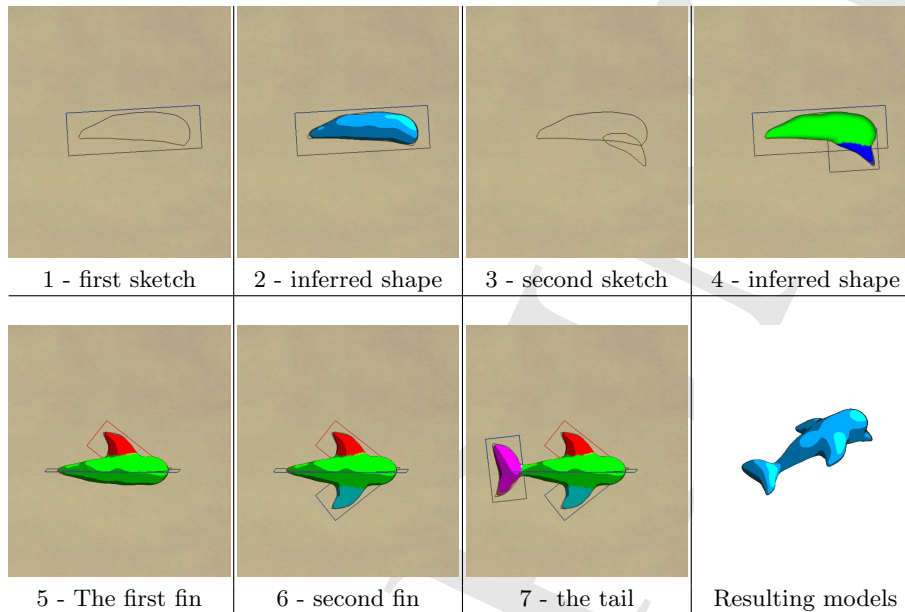 1 - first sketch
2 - inferred shape
3 - second sketch
4 - inferred shape
5 - The first fin
6 - second fin
7 - the tail
Resulting models